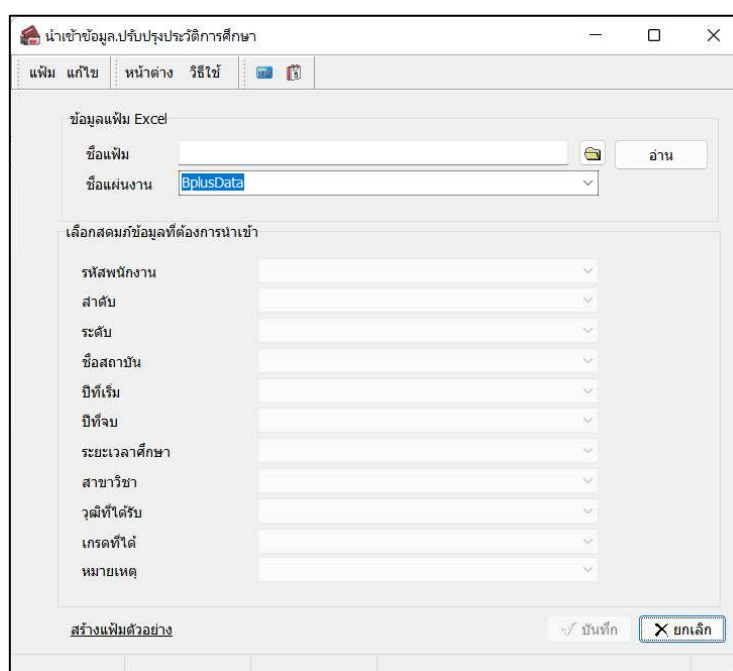 นำเข้าข้อมูล.ปรับปรุงประวัติการศึกษา
แฟ้ม แก้ไข หน้าต่าง วิธีใช้
ข้อมูลแฟ้ม Excel
ชื่อแฟ้ม อ่าน
ชื่อแผ่นงาน BplusData
เลือกสดมภ์ข้อมูลที่ต้องการนำเข้า
รหัสพนักงาน
ลำดับ
ระดับ
ชื่อสถาบัน
ปีที่เริ่ม
ปีที่จบ
ระยะเวลาศึกษา
สาขาวิชา
วุฒิที่ได้รับ
เกรดที่ได้
หมายเหตุ
สร้างแฟ้มตัวอย่าง บันทึก ยกเลิก